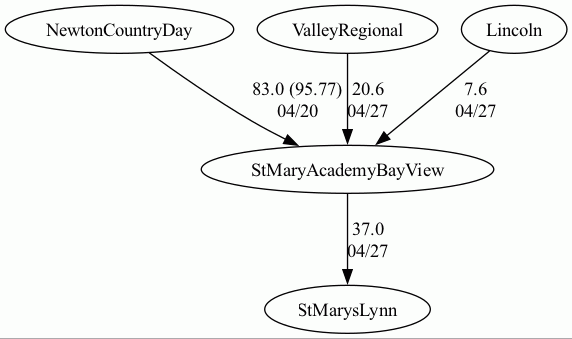 NewtonCountryDay
ValleyRegional
Lincoln
83.0 (95.77)
04/20
20.6
04/27
7.6
04/27
StMaryAcademyBayView
37.0
04/27
StMarysLynn